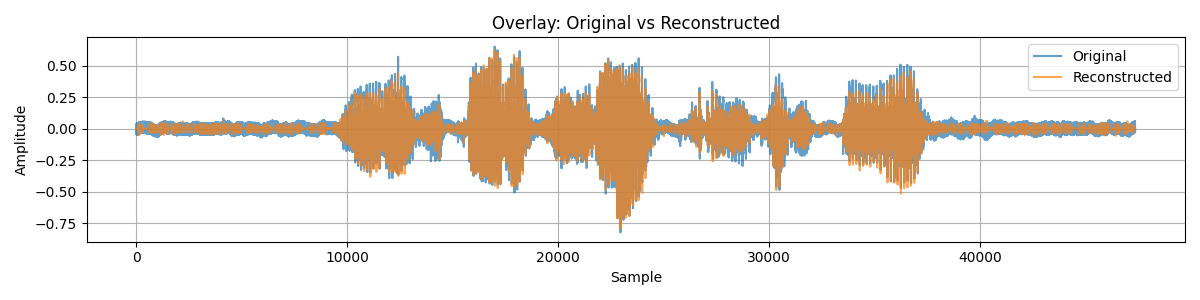 Overlay: Original vs Reconstructed
Original
Reconstructed
0.50
0.25
0.00
−0.25
−0.50
−0.75
Amplitude
0 10000 20000 30000 40000
Sample